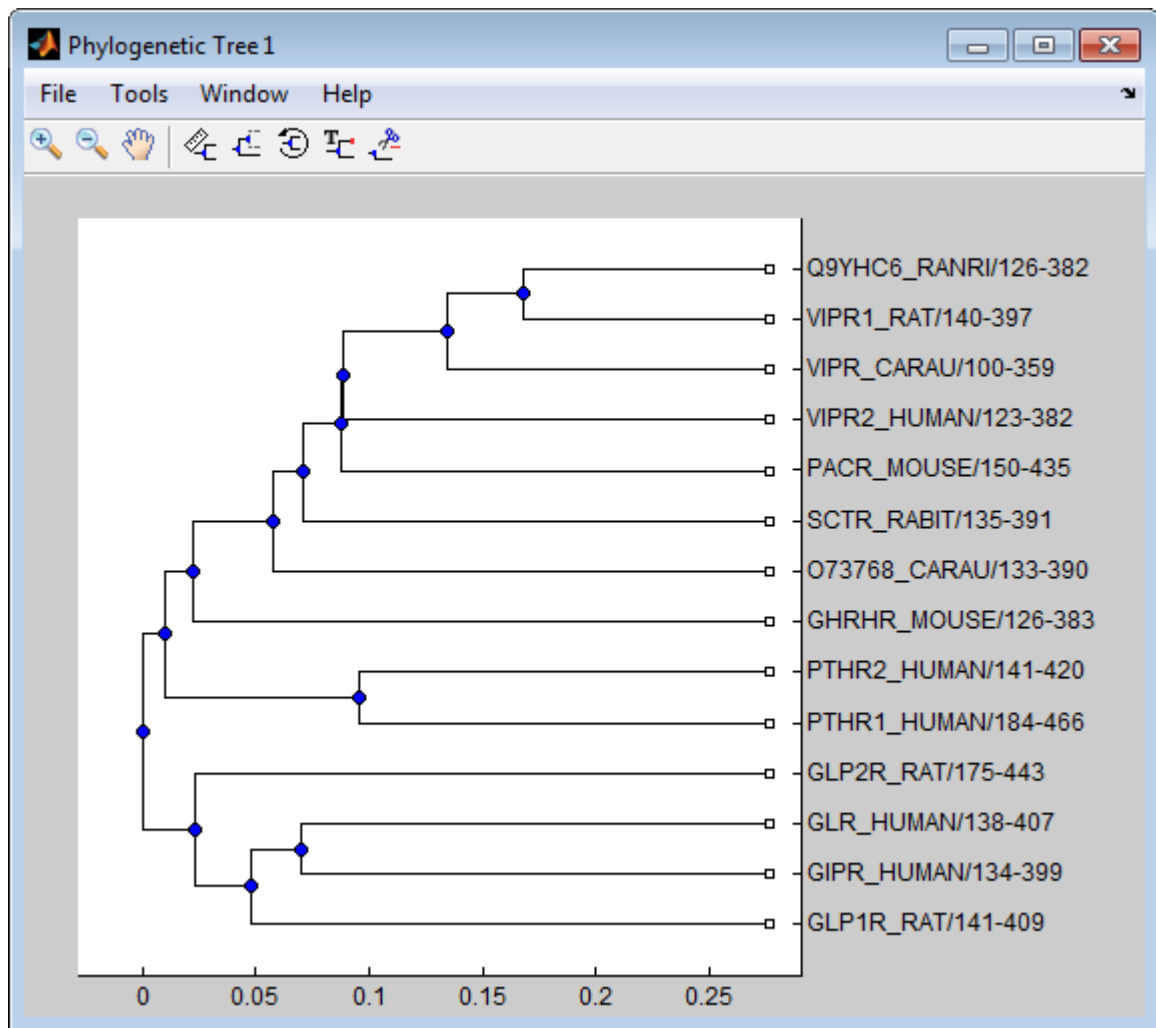 Phylogenetic Tree 1
File Tools Window Help
Q9YHC6_RANRI/126-382
VIPR1_RAT/140-397
VIPR_CARAU/100-359
VIPR2_HUMAN/123-382
PACR_MOUSE/150-435
SCTR_RABIT/135-391
O73768_CARAU/133-390
GHRHR_MOUSE/126-383
PTHR2_HUMAN/141-420
PTHR1_HUMAN/184-466
GLP2R_RAT/175-443
GLR_HUMAN/138-407
GIPR_HUMAN/134-399
GLP1R_RAT/141-409
0 0.05 0.1 0.15 0.2 0.25